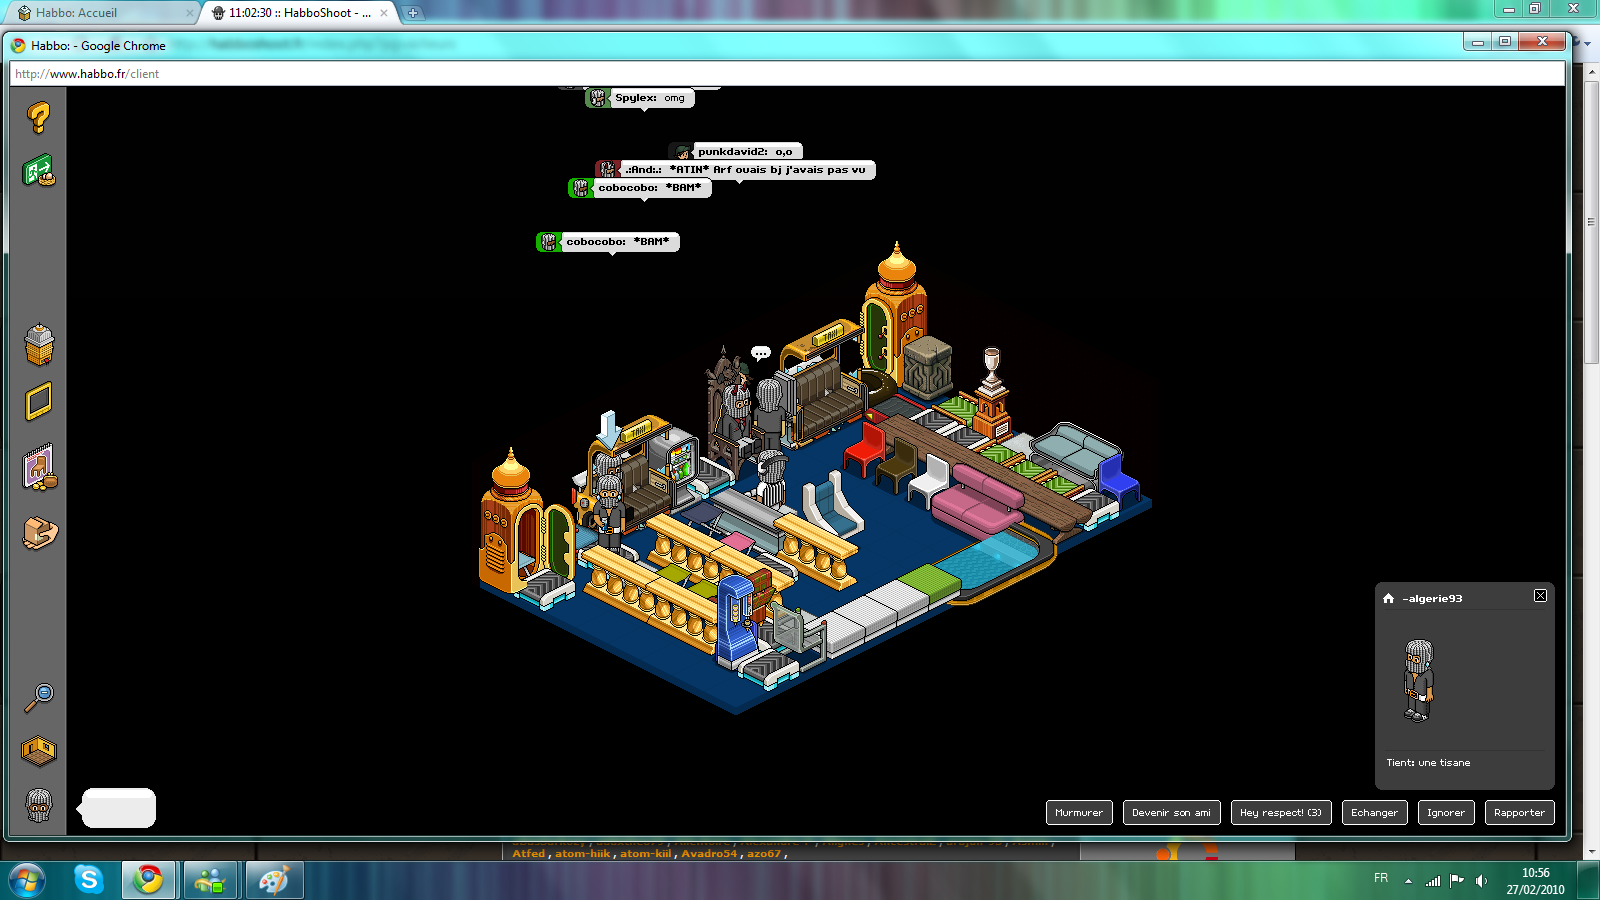 Habbo: Accueil
11:02:30 :: HabboShoot - ...
Habbo: - Google Chrome
http://www.habbo.fr/client
Spylex: omg
punkdavid2: o,o
.:And:.: *ATIN* Arf ouais bj j'avais pas vu
cobocobo: *BAM*
cobocobo: *BAM*
TAXI
TAXI
-algerie93
Tient: une tisane
Murmurer
Devenir son ami
Hey respect! (3)
Echanger
Ignorer
Rapporter
Atfed , atom-hiik , atom-kiil , Avadro54 , azo67 ,
FR
10:56
27/02/2010